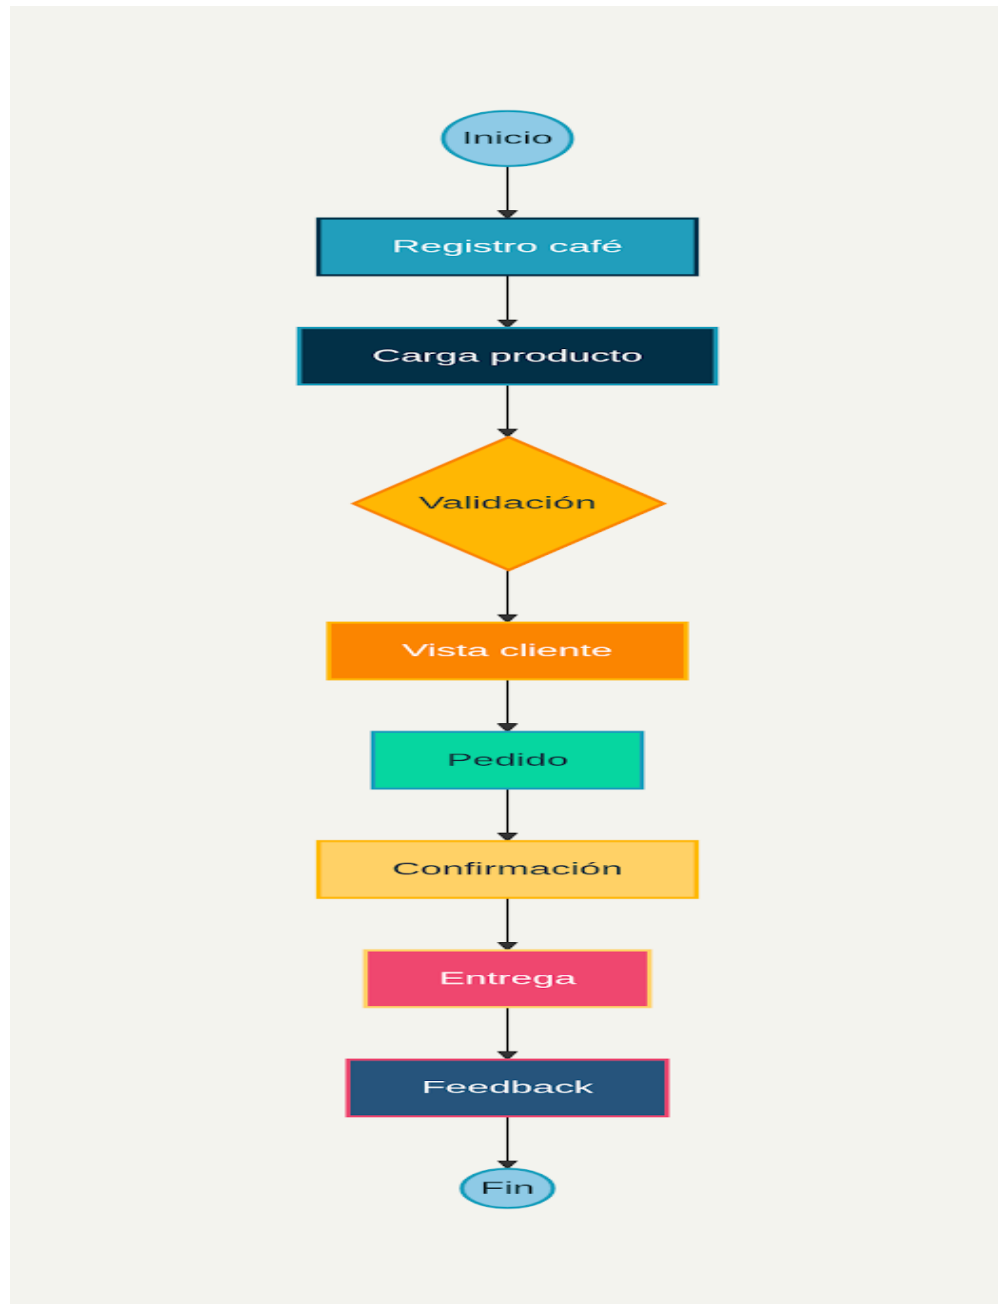 Inicio
Registro café
Carga producto
Validación
Vista cliente
Pedido
Confirmación
Entrega
Feedback
Fin